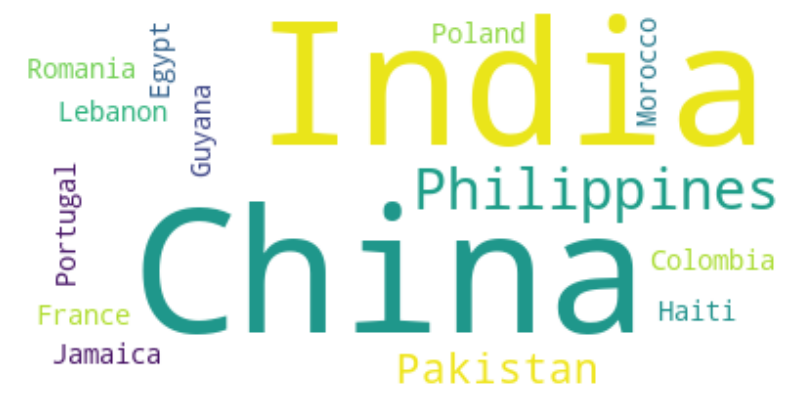 India
Poland
Morocco
Egypt
Romania
Lebanon
Guyana
Philippines
Portugal
China
Colombia
France
Haiti
Jamaica
Pakistan